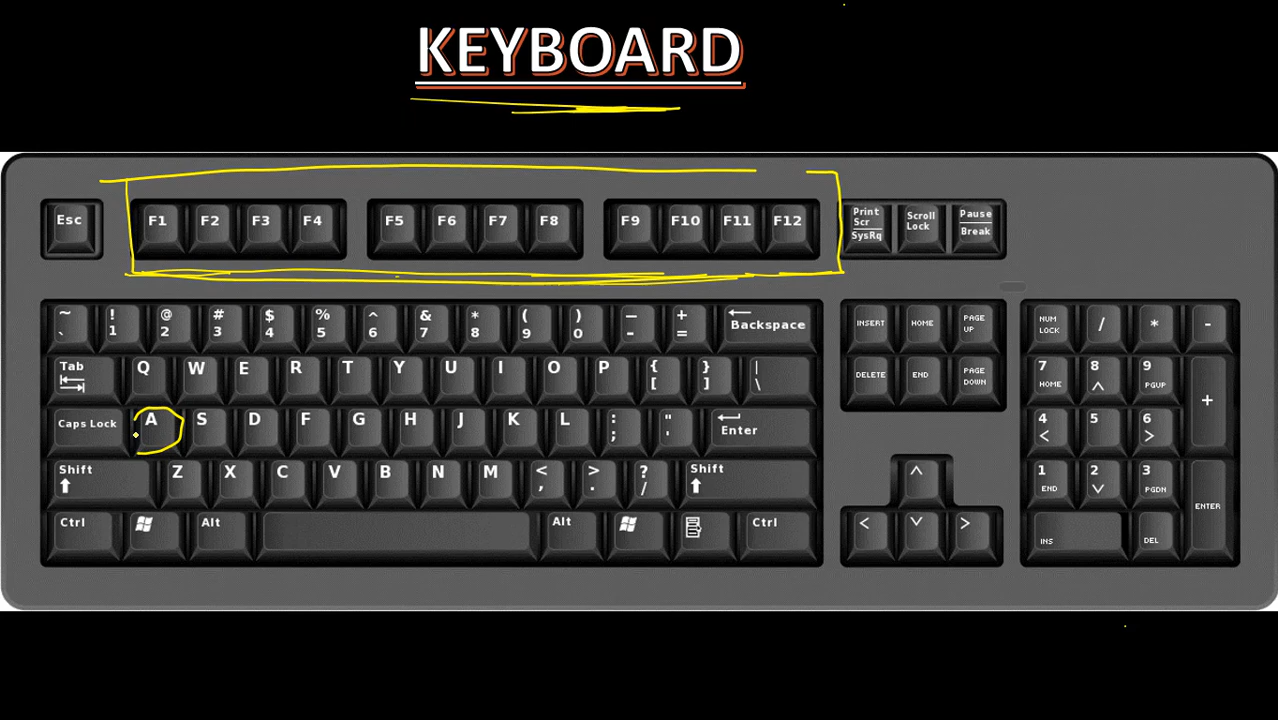 KEYBOARD
Esc F1 F2 F3 F4 F5 F6 F7 F8 F9 F10 F11 F12 Print Scr SysRq Scroll Lock Pause Break
~ ` ! 1 @ 2 # 3 $ 4 % 5 ^ 6 & 7 * 8 ( 9 ) 0 — - + = Backspace INSERT HOME PAGE UP NUM LOCK / * -
Tab Q W E R T Y U I O P { [ } ] | \ DELETE END PAGE DOWN 7 HOME 8 ^ 9 PGUP +
Caps Lock A S D F G H J K L : ; " ' Enter 4 < 5 6 >
Shift Z X C V B N M < , > . ? / Shift ^ 1 END 2 ˅ 3 PGDN ENTER
Ctrl Alt Alt Ctrl < ˅ > INS DEL